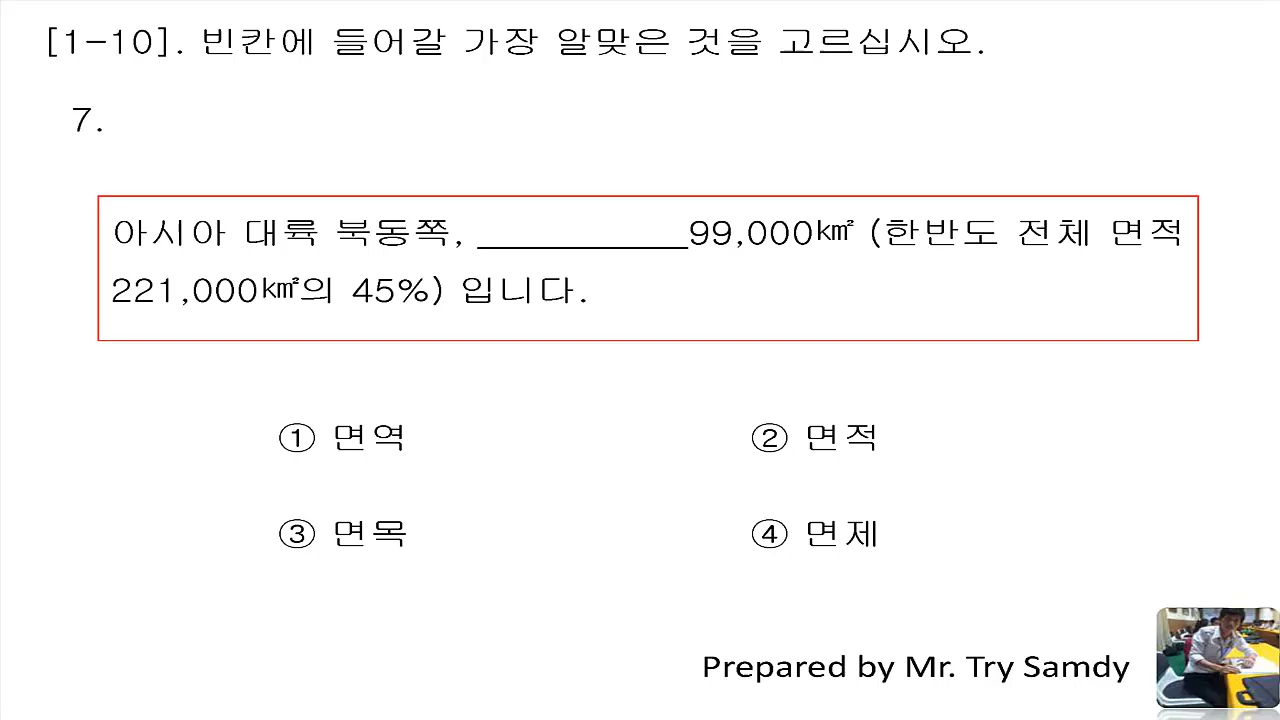 [1-10]. 빈칸에 들어갈 가장 알맞은 것을 고르십시오.
7.
아시아 대륙 북동쪽, ___________99,000㎢ (한반도 전체 면적
221,000㎢의 45%) 입니다.
① 면역 ② 면적
③ 면목 ④ 면제
Prepared by Mr. Try Samdy